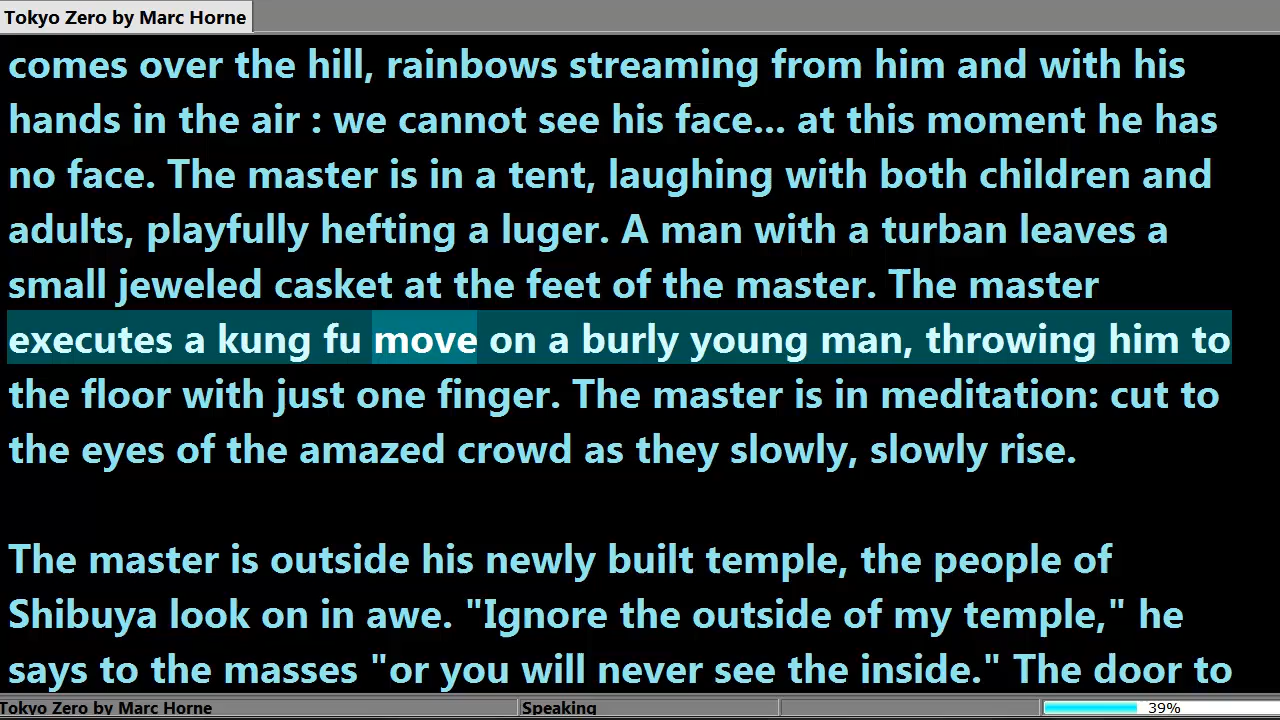 Tokyo Zero by Marc Horne
comes over the hill, rainbows streaming from him and with his
hands in the air : we cannot see his face... at this moment he has
no face. The master is in a tent, laughing with both children and
adults, playfully hefting a luger. A man with a turban leaves a
small jeweled casket at the feet of the master. The master
executes a kung fu move on a burly young man, throwing him to
the floor with just one finger. The master is in meditation: cut to
the eyes of the amazed crowd as they slowly, slowly rise.
The master is outside his newly built temple, the people of
Shibuya look on in awe. "Ignore the outside of my temple," he
says to the masses "or you will never see the inside." The door to
Tokyo Zero by Marc Horne Speaking 39%